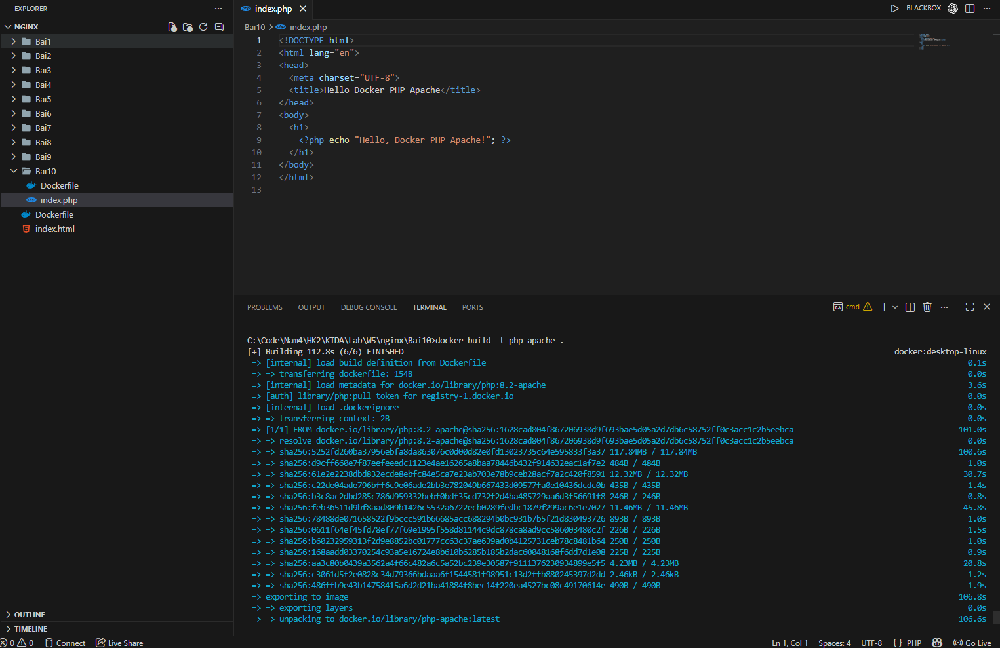 EXPLORER
NGINX
Bai1
Bai2
Bai3
Bai4
Bai5
Bai6
Bai7
Bai8
Bai9
Bai10
Dockerfile
index.php
Dockerfile
index.html
OUTLINE
TIMELINE
index.php
BLACKBOX
Bai10 > index.php
1 <!DOCTYPE html>
2 <html lang="en">
3 <head>
4 <meta charset="UTF-8">
5 <title>Hello Docker PHP Apache</title>
6 </head>
7 <body>
8 <h1>
9 <?php echo "Hello, Docker PHP Apache!"; ?>
10 </h1>
11 </body>
12 </html>
13
PROBLEMS OUTPUT DEBUG CONSOLE TERMINAL PORTS
cmd
C:\Code\Nam4\HK2\KTDA\Lab\W5\nginx\Bai10>docker build -t php-apache .
[+] Building 112.8s (6/6) FINISHED docker:desktop-linux
=> [internal] load build definition from Dockerfile 0.1s
=> => transferring dockerfile: 154B 0.0s
=> [internal] load metadata for docker.io/library/php:8.2-apache 3.6s
=> [auth] library/php:pull token for registry-1.docker.io 0.0s
=> [internal] load .dockerignore 0.0s
=> => transferring context: 2B 0.0s
=> [1/1] FROM docker.io/library/php:8.2-apache@sha256:1628cad804f867206938d9f693bae5d05a2d7db6c58752ff0c3acc1c2b5eebca 101.0s
=> => resolve docker.io/library/php:8.2-apache@sha256:1628cad804f867206938d9f693bae5d05a2d7db6c58752ff0c3acc1c2b5eebca 0.0s
=> => sha256:5252fd260ba37956ebfa8da863076c0d00d82e0fd13023735c64e595833f3a37 117.84MB / 117.84MB 100.6s
=> => sha256:d9cff660e7f87eefeeedc1123e4ae16265a8baa78446b432f914632eac1af7e2 484B / 484B 1.0s
=> => sha256:61e2e2238dbd832ecde8ebfc84e5ca7e23ab703e78b9ceb28acf7a2c420f8591 12.32MB / 12.32MB 30.7s
=> => sha256:c22de04ade796bff6c9e06ade2bb3e782049b667433d09577fa0e10436dcdc0b 435B / 435B 1.4s
=> => sha256:b3c8ac2dbd285c786d959332bebf0bdf35cd732f2d4ba485729aa6d3f56691f8 246B / 246B 0.8s
=> => sha256:feb36511d9bf8aad809b1426c5532a6722ecb0289fedbc1879f299ac6e1e7027 11.46MB / 11.46MB 45.8s
=> => sha256:78488de071658522f9bccc591b66685acc688294b0bc931b7b5f21d830493726 893B / 893B 1.0s
=> => sha256:0611f64ef45fd78ef77f69e1995f558d81144c9dc878ca8ad9cc586003480c2f 226B / 226B 1.5s
=> => sha256:b60232959313f2d9e8852bc01777cc63c37ae639ad0b4125731ceb78c8481b64 250B / 250B 1.0s
=> => sha256:168aadd03370254c93a5e16724e8b610b6285b185b2dac60048168f6dd7d1e08 225B / 225B 0.9s
=> => sha256:aa3c80b0439a3562a4f66c482a6c5a52bc239e30587f9111376230934899e5f5 4.23MB / 4.23MB 20.8s
=> => sha256:c3061d5f2e0828c34d79366bdaaa6f1544581f98951c13d2ffb880245397d2dd 2.46kB / 2.46kB 1.2s
=> => sha256:486ffb9e43b14758415a6d2d21ba41884f8bec14f220ea4527bc08c49170614e 490B / 490B 1.9s
=> exporting to image 106.8s
=> => exporting layers 0.0s
=> => unpacking to docker.io/library/php-apache:latest 106.6s
0 0 Connect Live Share Ln 1, Col 1 Spaces: 4 UTF-8 { } PHP Go Live